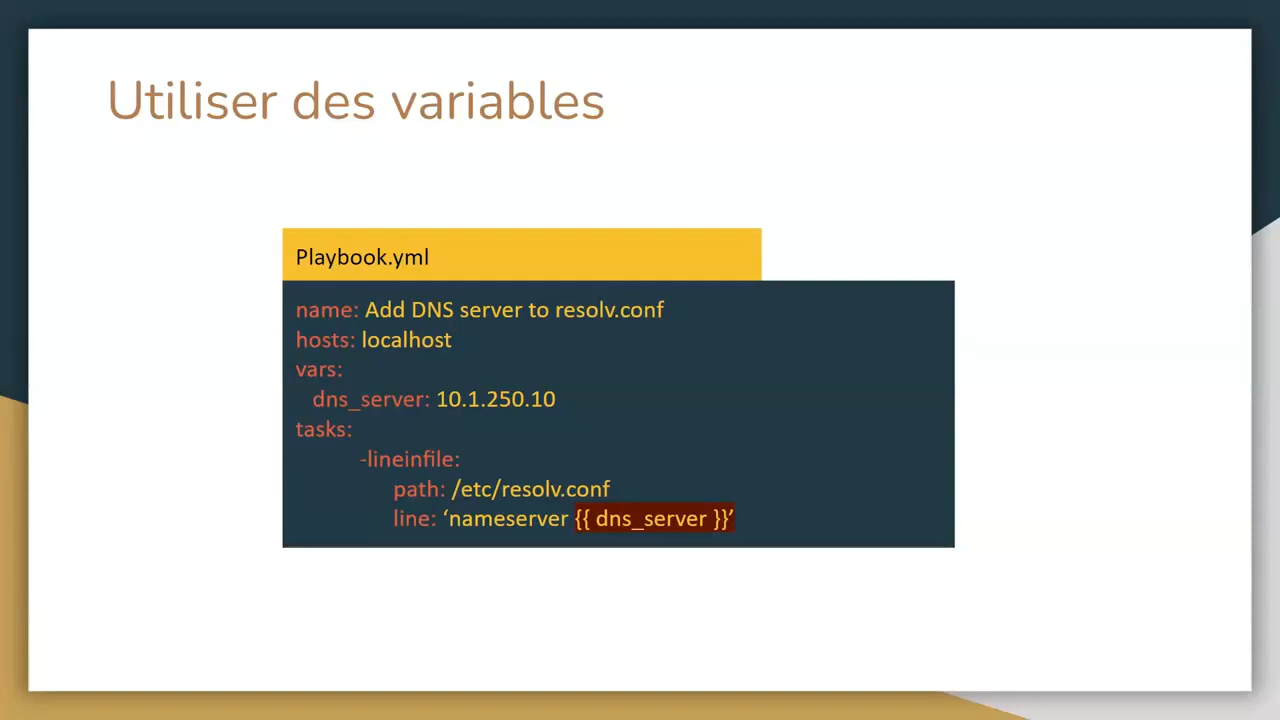 Utiliser des variables
Playbook.yml
name: Add DNS server to resolv.conf
hosts: localhost
vars:
dns_server: 10.1.250.10
tasks:
-lineinfile:
path: /etc/resolv.conf
line: ‘nameserver {{ dns_server }}’